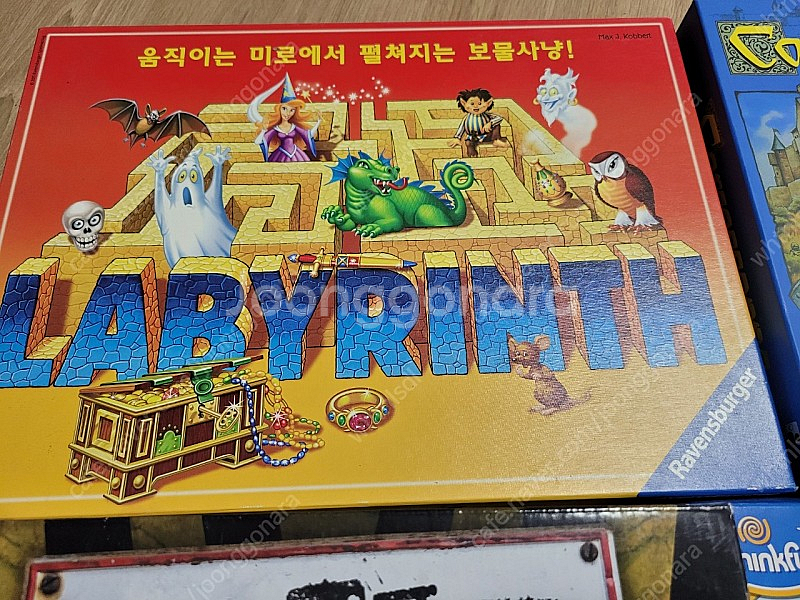 움직이는 미로에서 펼쳐지는 보물사냥!
Max J. Kobbert
LABYRINTH
Ravensburger
Joonggonara